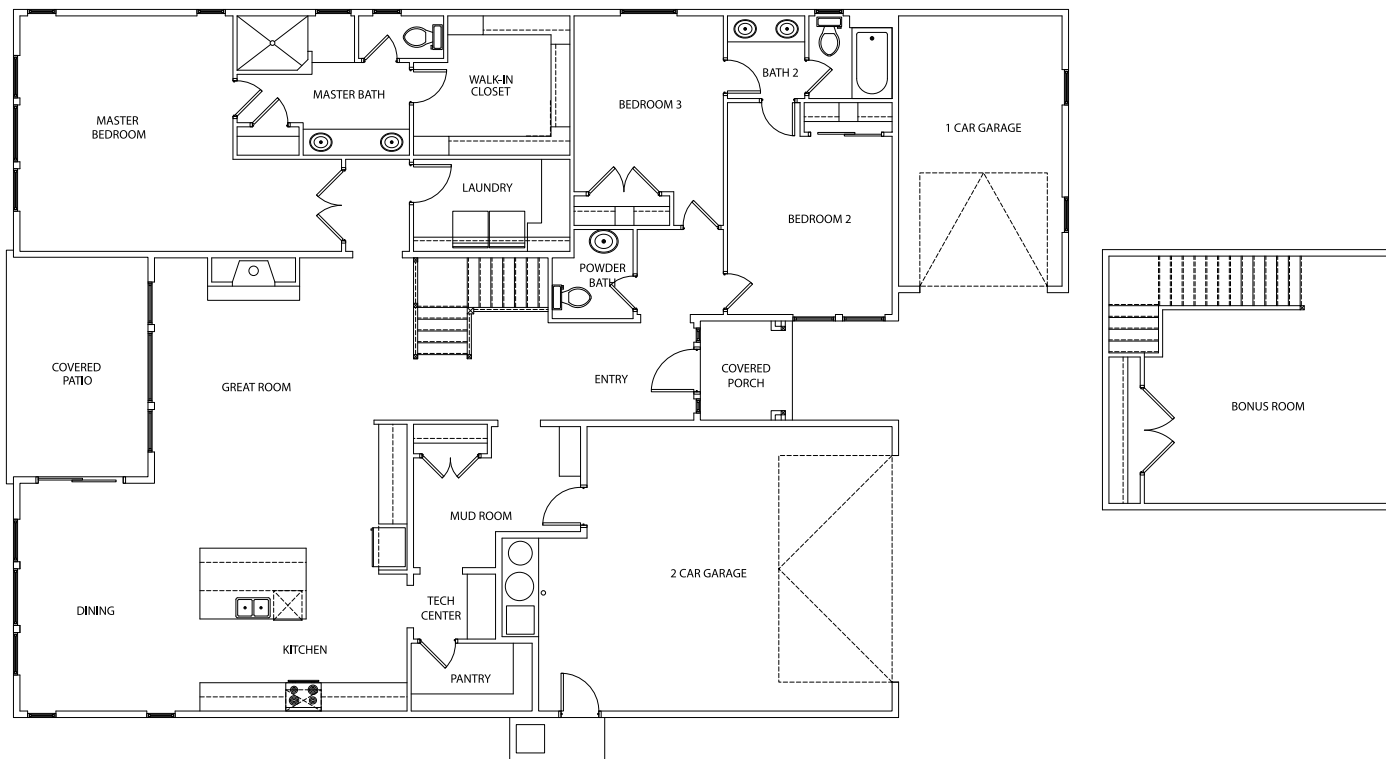 MASTER
BEDROOM
MASTER BATH
WALK-IN
CLOSET
BEDROOM 3
BATH 2
1 CAR GARAGE
LAUNDRY
BEDROOM 2
POWDER
BATH
COVERED
PATIO
GREAT ROOM
ENTRY
COVERED
PORCH
BONUS ROOM
MUD ROOM
2 CAR GARAGE
DINING
TECH
CENTER
KITCHEN
PANTRY